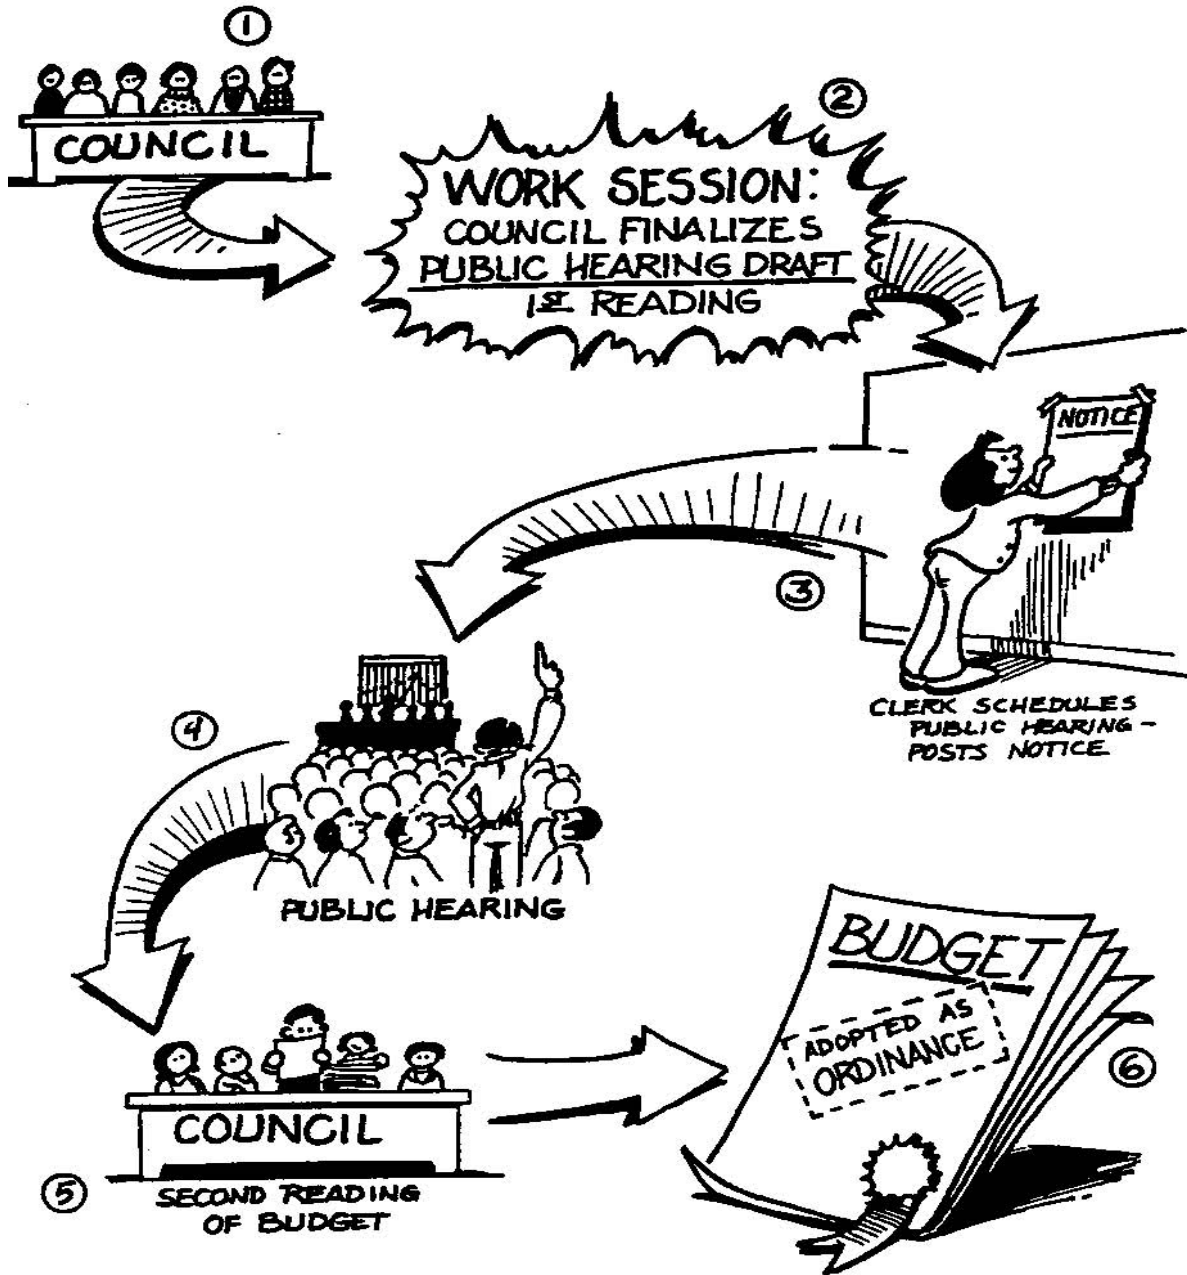 1
COUNCIL
2
WORK SESSION:
COUNCIL FINALIZES
PUBLIC HEARING DRAFT
1ST READING
NOTICE
3
CLERK SCHEDULES
PUBLIC HEARING-
POSTS NOTICE
4
PUBLIC HEARING
BUDGET
ADOPTED AS
ORDINANCE
6
COUNCIL
5
SECOND READING
OF BUDGET